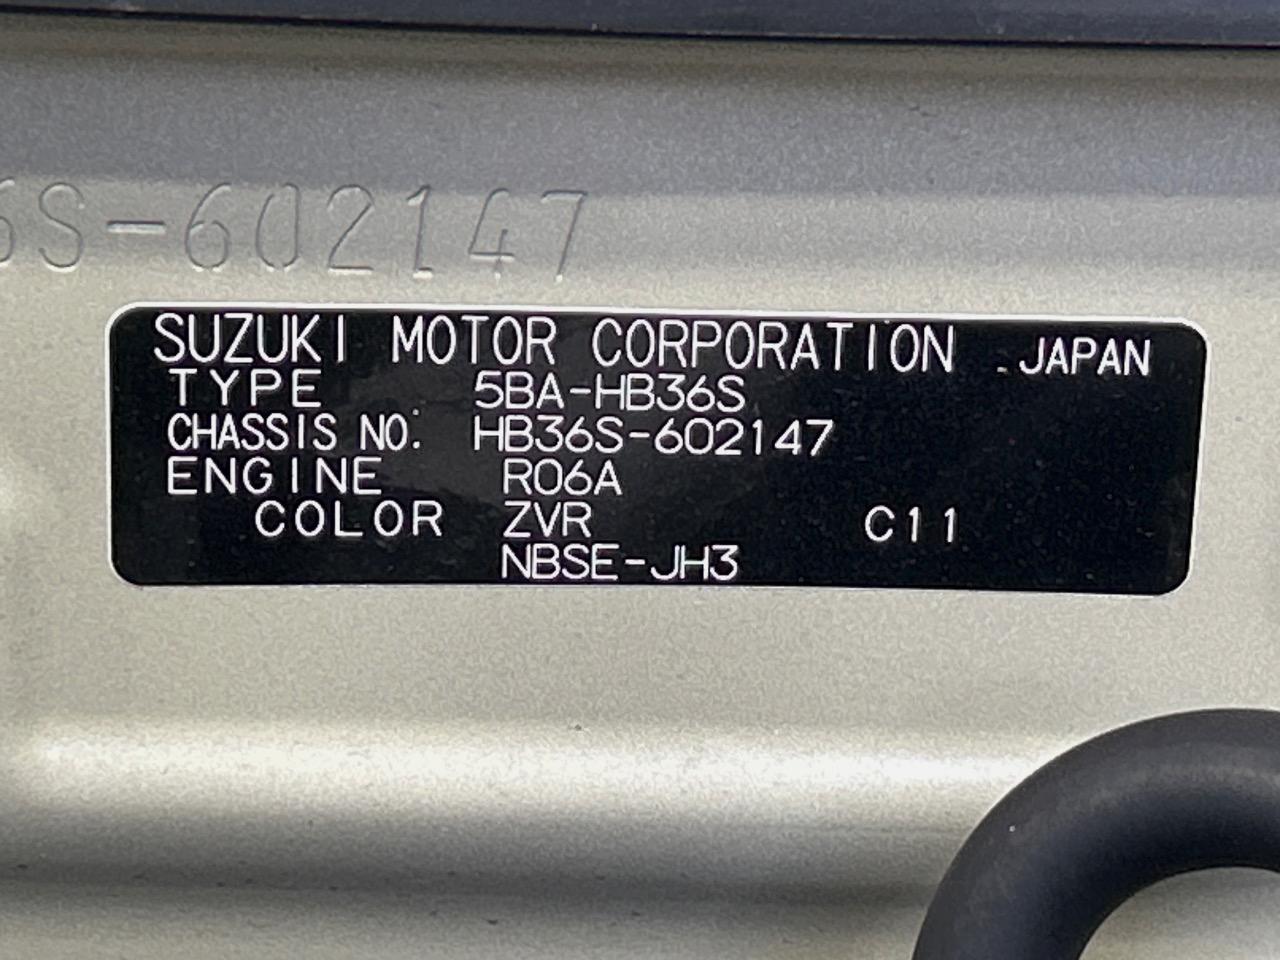 6S-602147
SUZUKI MOTOR CORPORATION JAPAN
TYPE 5BA-HB36S
CHASSIS NO. HB36S-602147
ENGINE R06A
COLOR ZVR C11
NBSE-JH3